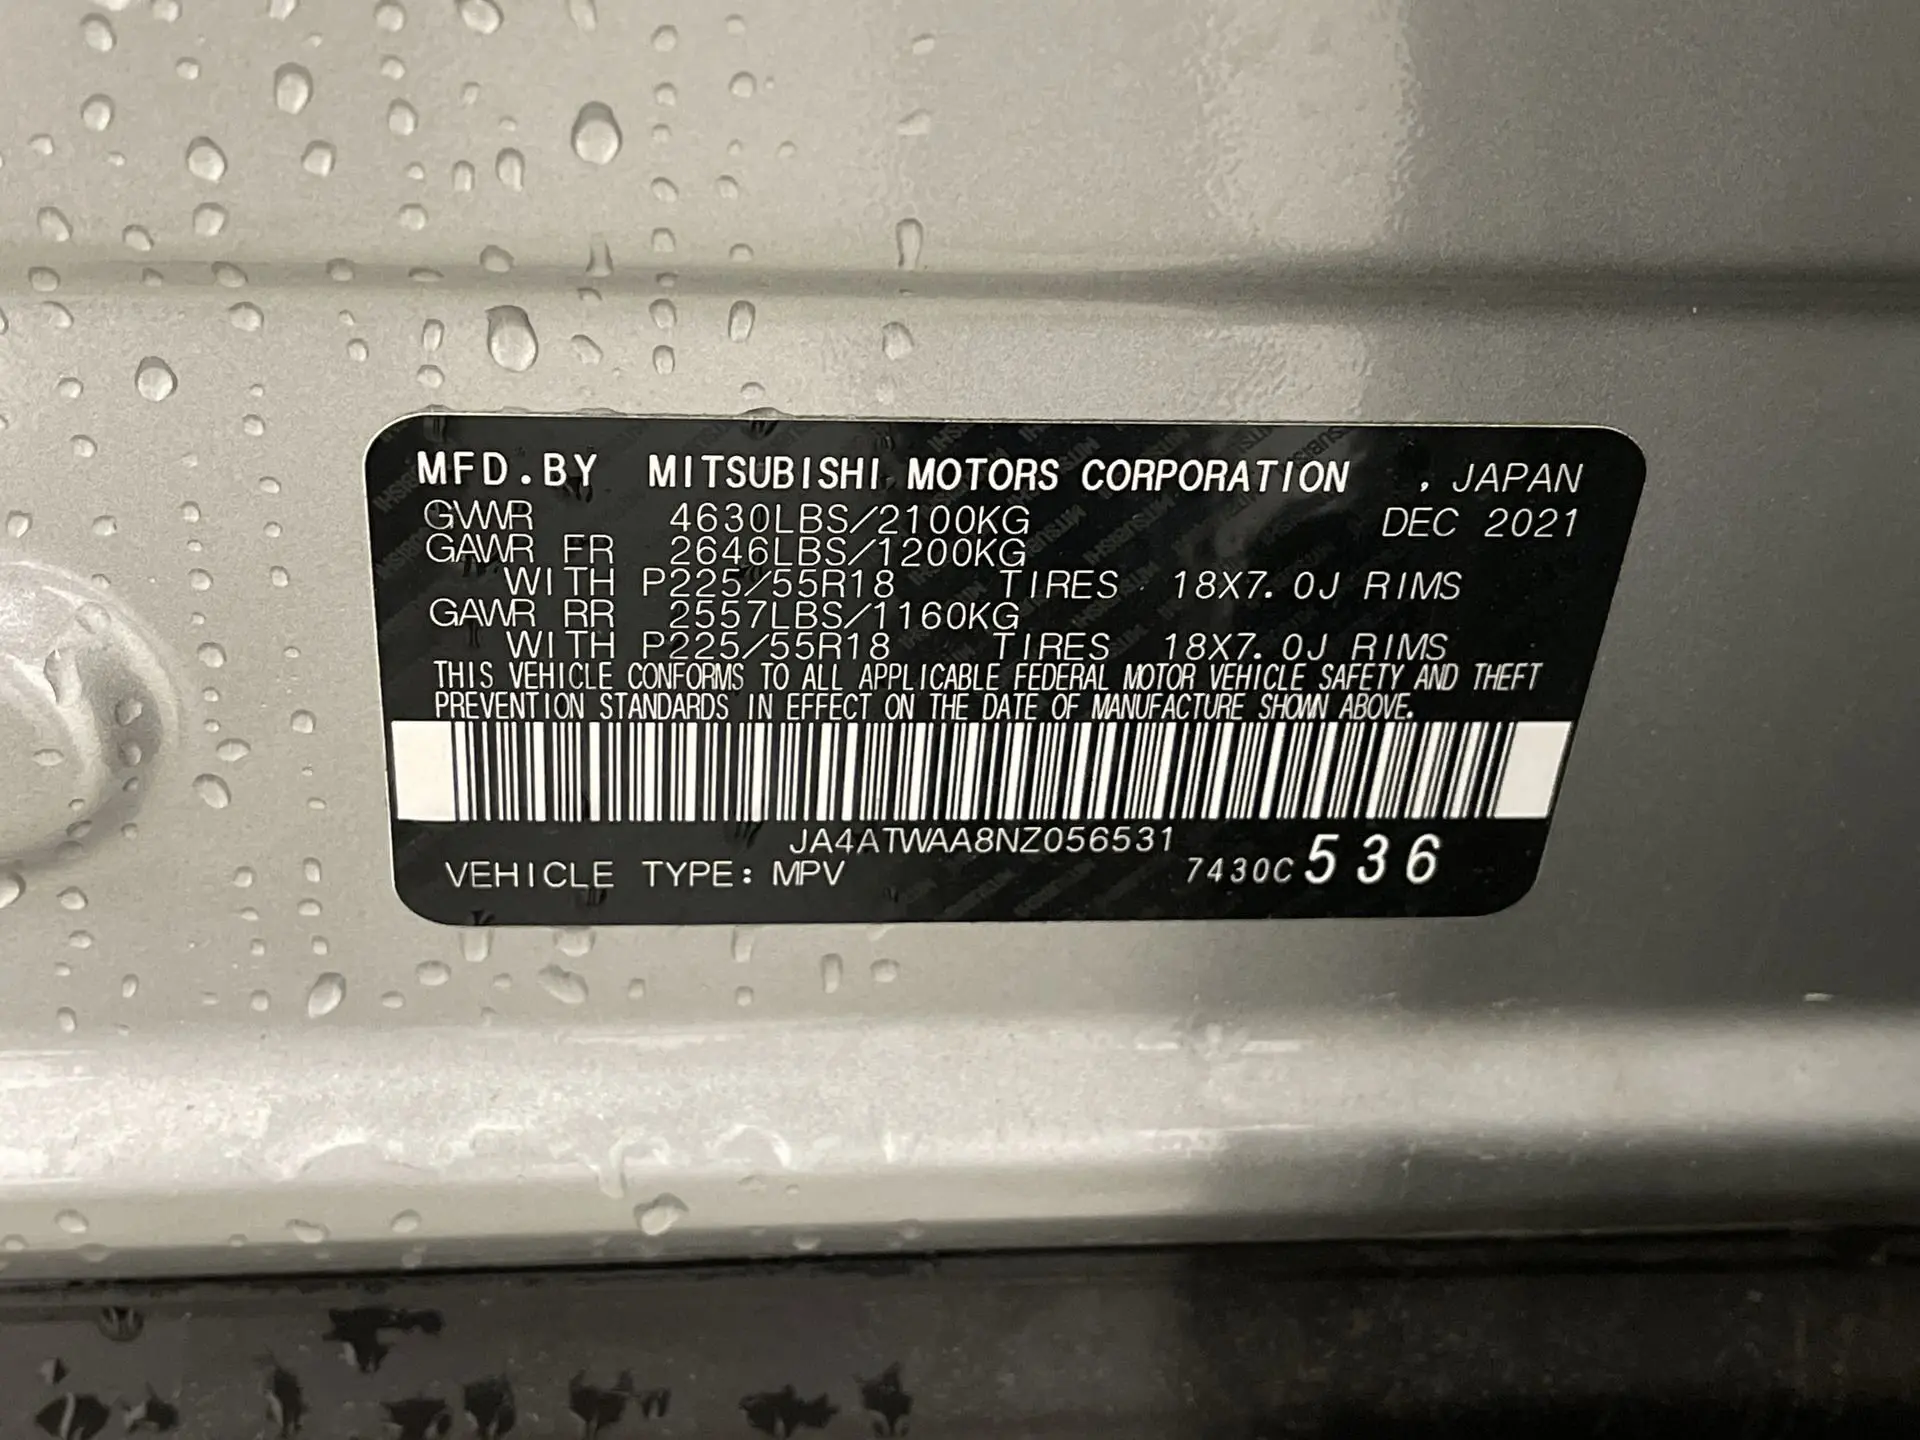 MFD.BY MITSUBISHI MOTORS CORPORATION , JAPAN
GVWR 4630LBS/2100KG DEC 2021
GAWR FR 2646LBS/1200KG
WITH P225/55R18 TIRES 18X7.0J RIMS
GAWR RR 2557LBS/1160KG
WITH P225/55R18 TIRES 18X7.0J RIMS
THIS VEHICLE CONFORMS TO ALL APPLICABLE FEDERAL MOTOR VEHICLE SAFETY AND THEFT
PREVENTION STANDARDS IN EFFECT ON THE DATE OF MANUFACTURE SHOWN ABOVE.
JA4ATWAA8NZ056531
VEHICLE TYPE: MPV 7430C 536